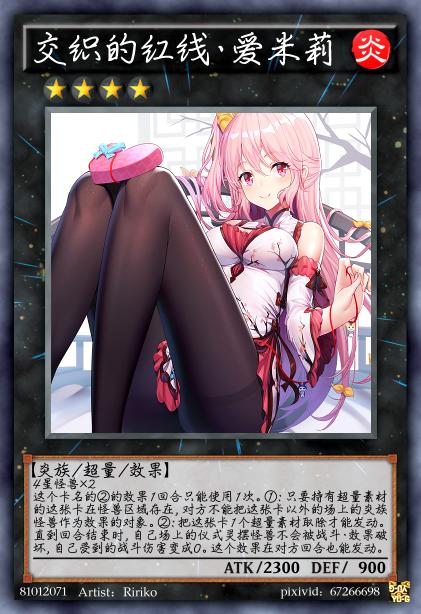 交织的红线·爱米莉 炎
【炎族/超量/效果】
4星怪兽×2
这个卡名的②的效果1回合只能使用1次。①:只要持有超量素材
的这张卡在怪兽区域存在,对方不能把这张卡以外的场上的炎族
怪兽作为效果的对象。②:把这张卡1个超量素材取除才能发动。
直到回合结束时,自己场上的仪式灵摆怪兽不会被战斗·效果破
坏,自己受到的战斗伤害变成0。这个效果在对方回合也能发动。
ATK/2300 DEF/ 900
81012071 Artist: Ririko pixivid: 67266698